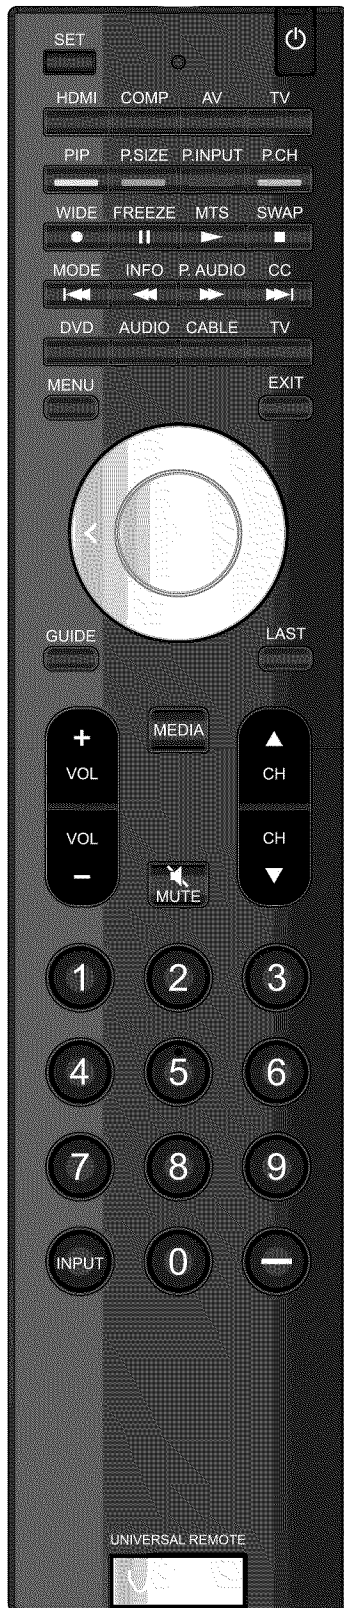 SET
HDMI COMP AV TV
PIP P.SIZE P.INPUT P.CH
WIDE FREEZE MTS SWAP
MODE INFO P. AUDIO CC
DVD AUDIO CABLE TV
MENU EXIT
GUIDE LAST
+ MEDIA
VOL CH
VOL CH
–
MUTE
1 2 3
4 5 6
7 8 9
INPUT 0 –
UNIVERSAL REMOTE